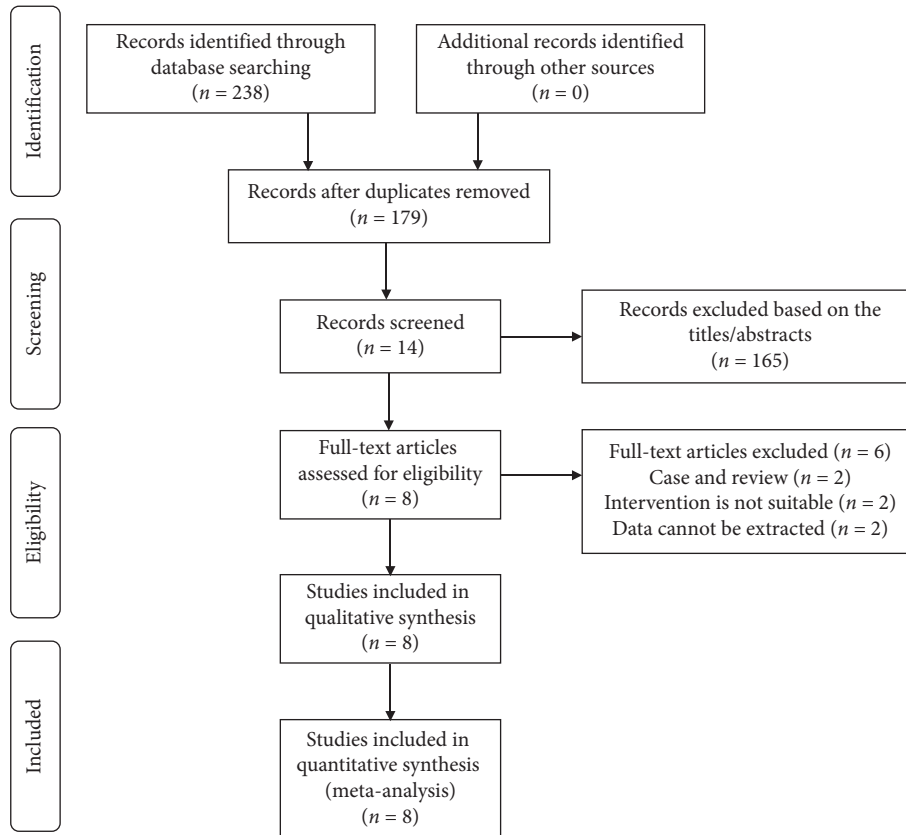 Identification
Records identified through
database searching
(n = 238)
Additional records identified
through other sources
(n = 0)
Records after duplicates removed
(n = 179)
Screening
Records screened
(n = 14)
Records excluded based on the
titles/abstracts
(n = 165)
Eligibility
Full-text articles
assessed for eligibility
(n = 8)
Full-text articles excluded (n = 6)
Case and review (n = 2)
Intervention is not suitable (n = 2)
Data cannot be extracted (n = 2)
Studies included in
qualitative synthesis
(n = 8)
Included
Studies included in
quantitative synthesis
(meta-analysis)
(n = 8)